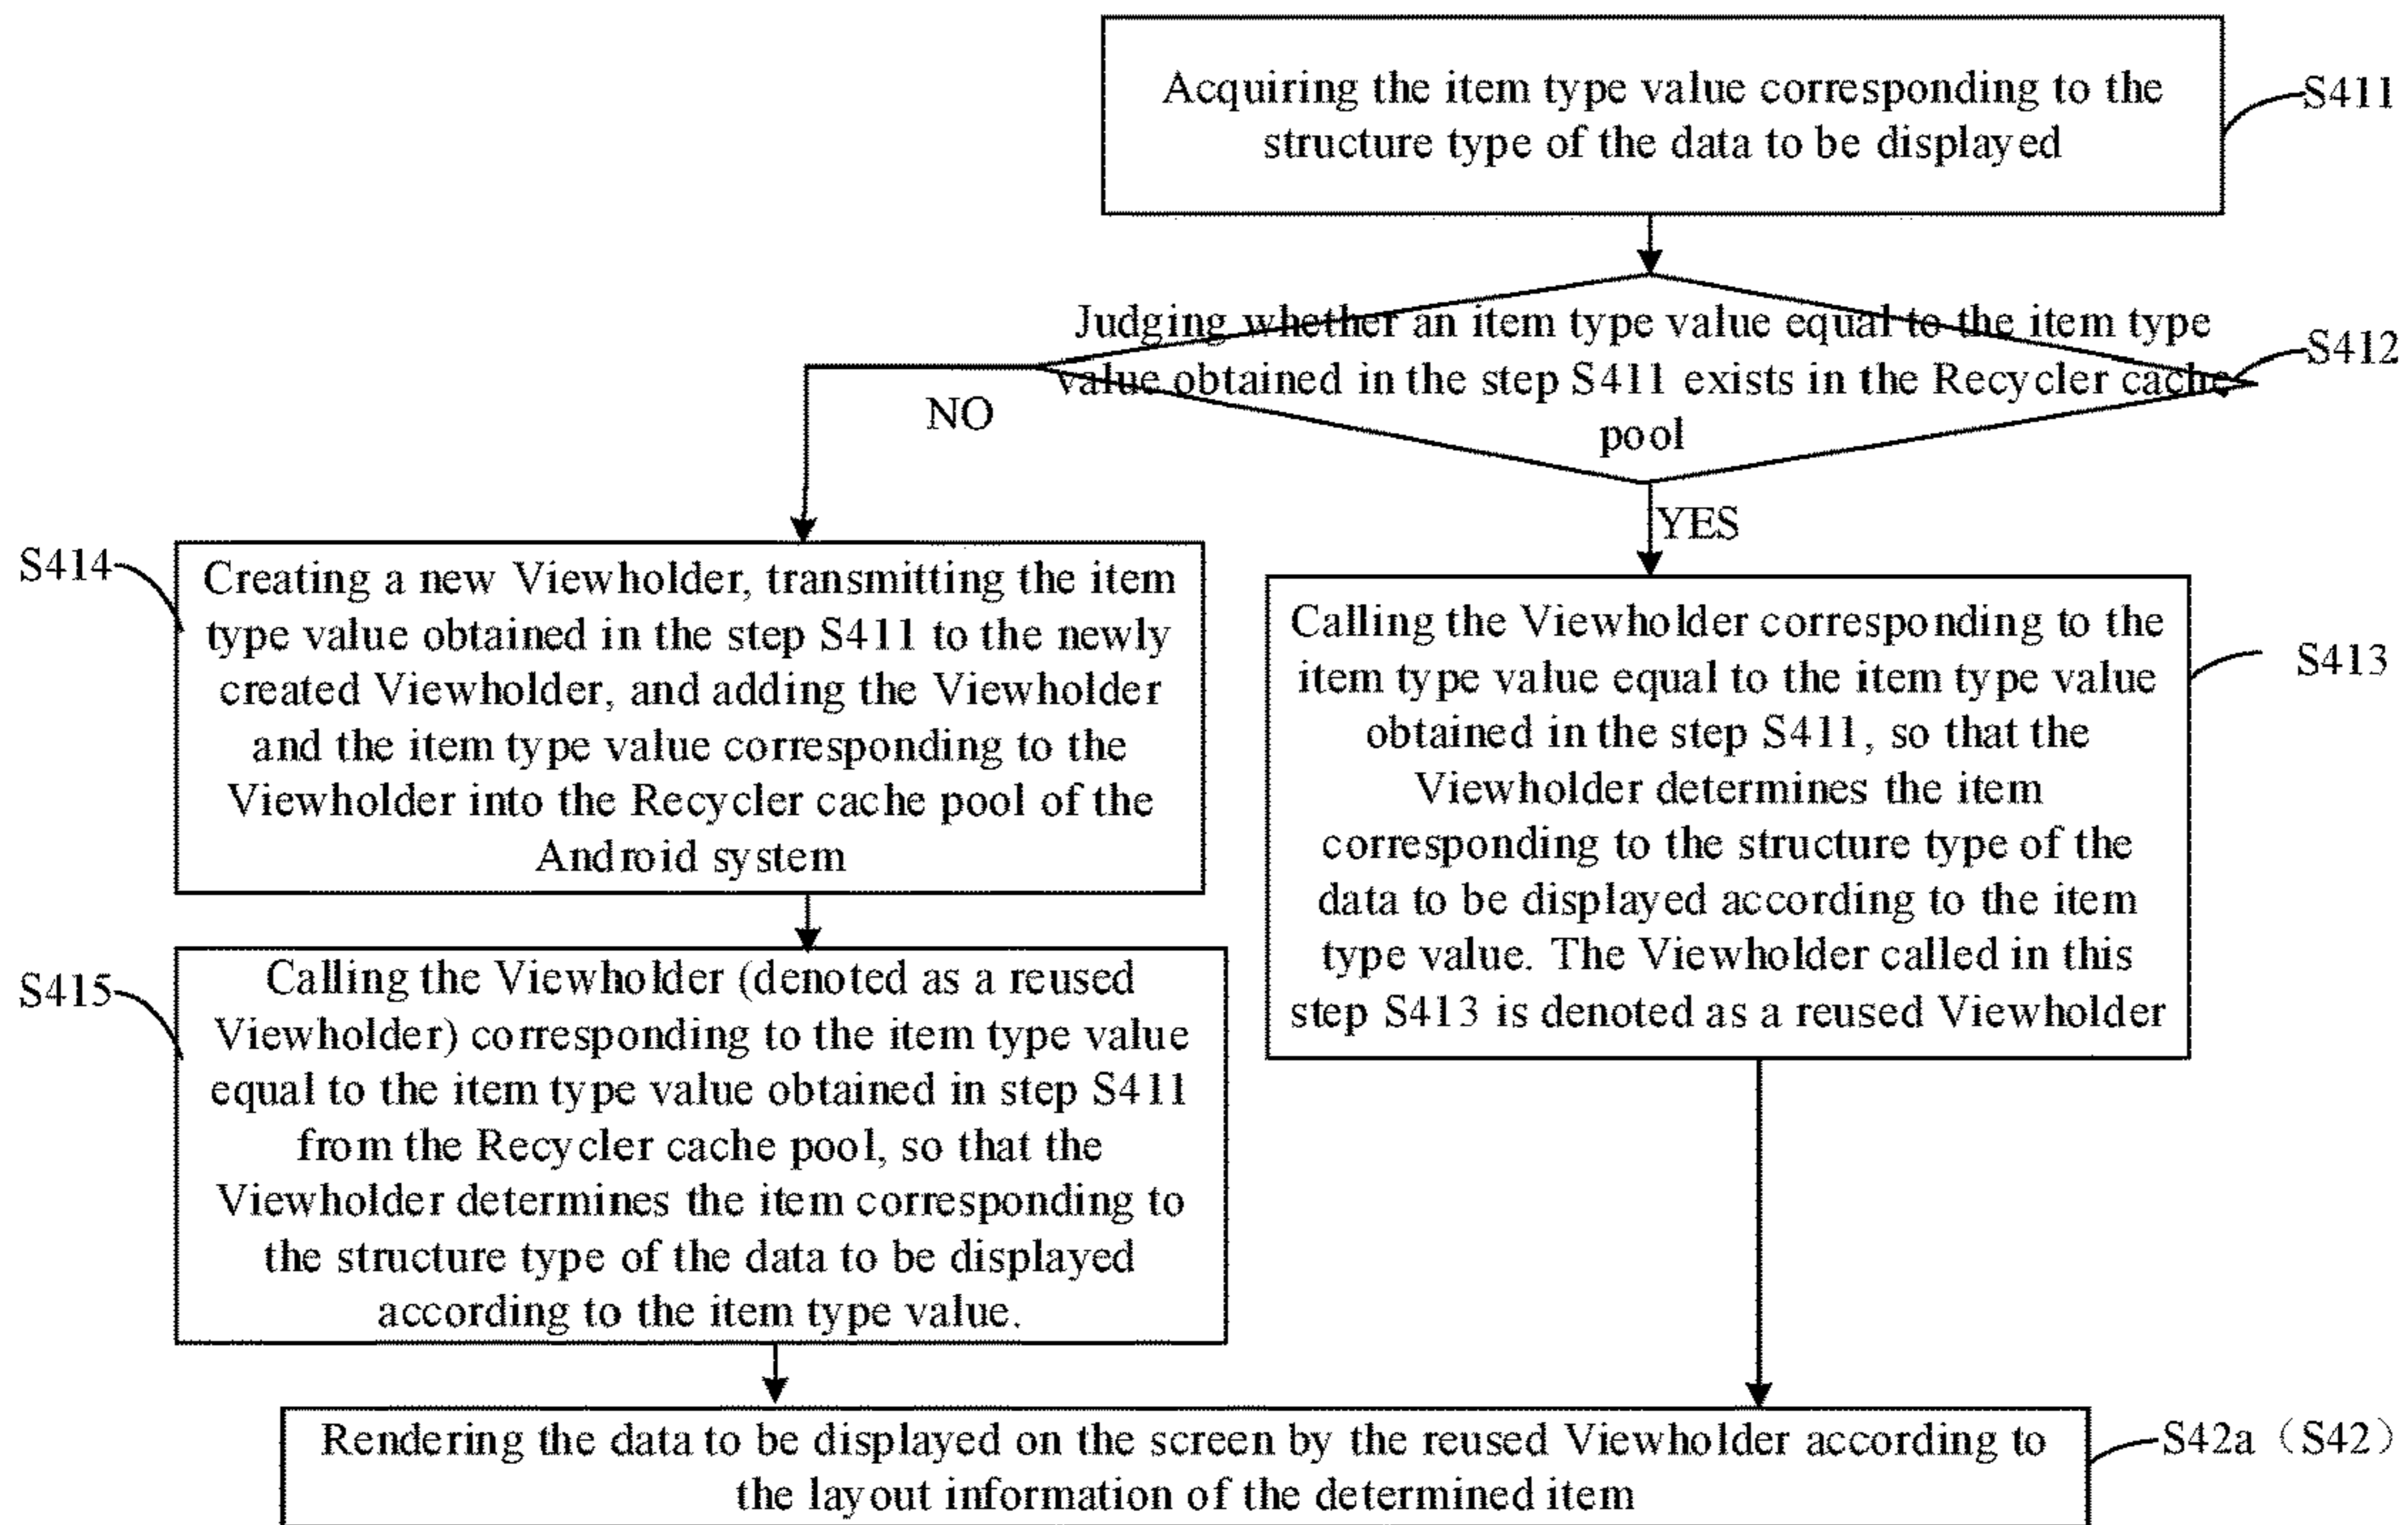 Acquiring the item type value corresponding to the
structure type of the data to be displayed
S411
Judging whether an item type value equal to the item type
value obtained in the step S411 exists in the Recycler cache
pool
S412
NO
YES
S414
Creating a new Viewholder, transmitting the item
type value obtained in the step S411 to the newly
created Viewholder, and adding the Viewholder
and the item type value corresponding to the
Viewholder into the Recycler cache pool of the
Android system
Calling the Viewholder corresponding to the
item type value equal to the item type value
obtained in the step S411, so that the
Viewholder determines the item
corresponding to the structure type of the
data to be displayed according to the item
type value. The Viewholder called in this
step S413 is denoted as a reused Viewholder
S413
S415
Calling the Viewholder (denoted as a reused
Viewholder) corresponding to the item type value
equal to the item type value obtained in step S411
from the Recycler cache pool, so that the
Viewholder determines the item corresponding to
the structure type of the data to be displayed
according to the item type value.
Rendering the data to be displayed on the screen by the reused Viewholder according to
the layout information of the determined item
S42a（S42）